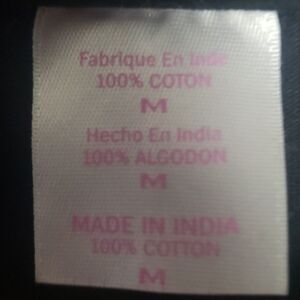 Fabrique En Inde
100% COTON
M
Hecho En India
100% ALGODON
M
MADE IN INDIA
100% COTTON
M